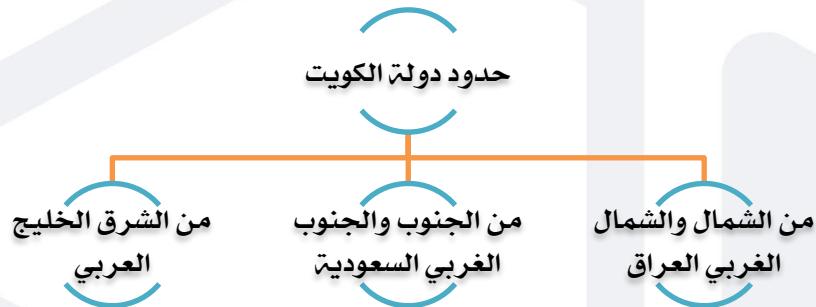 حدود دولة الكويت
من الشمال والشمال
الغربي العراق
من الجنوب والجنوب
الغربي السعودية
من الشرق الخليج
العربي